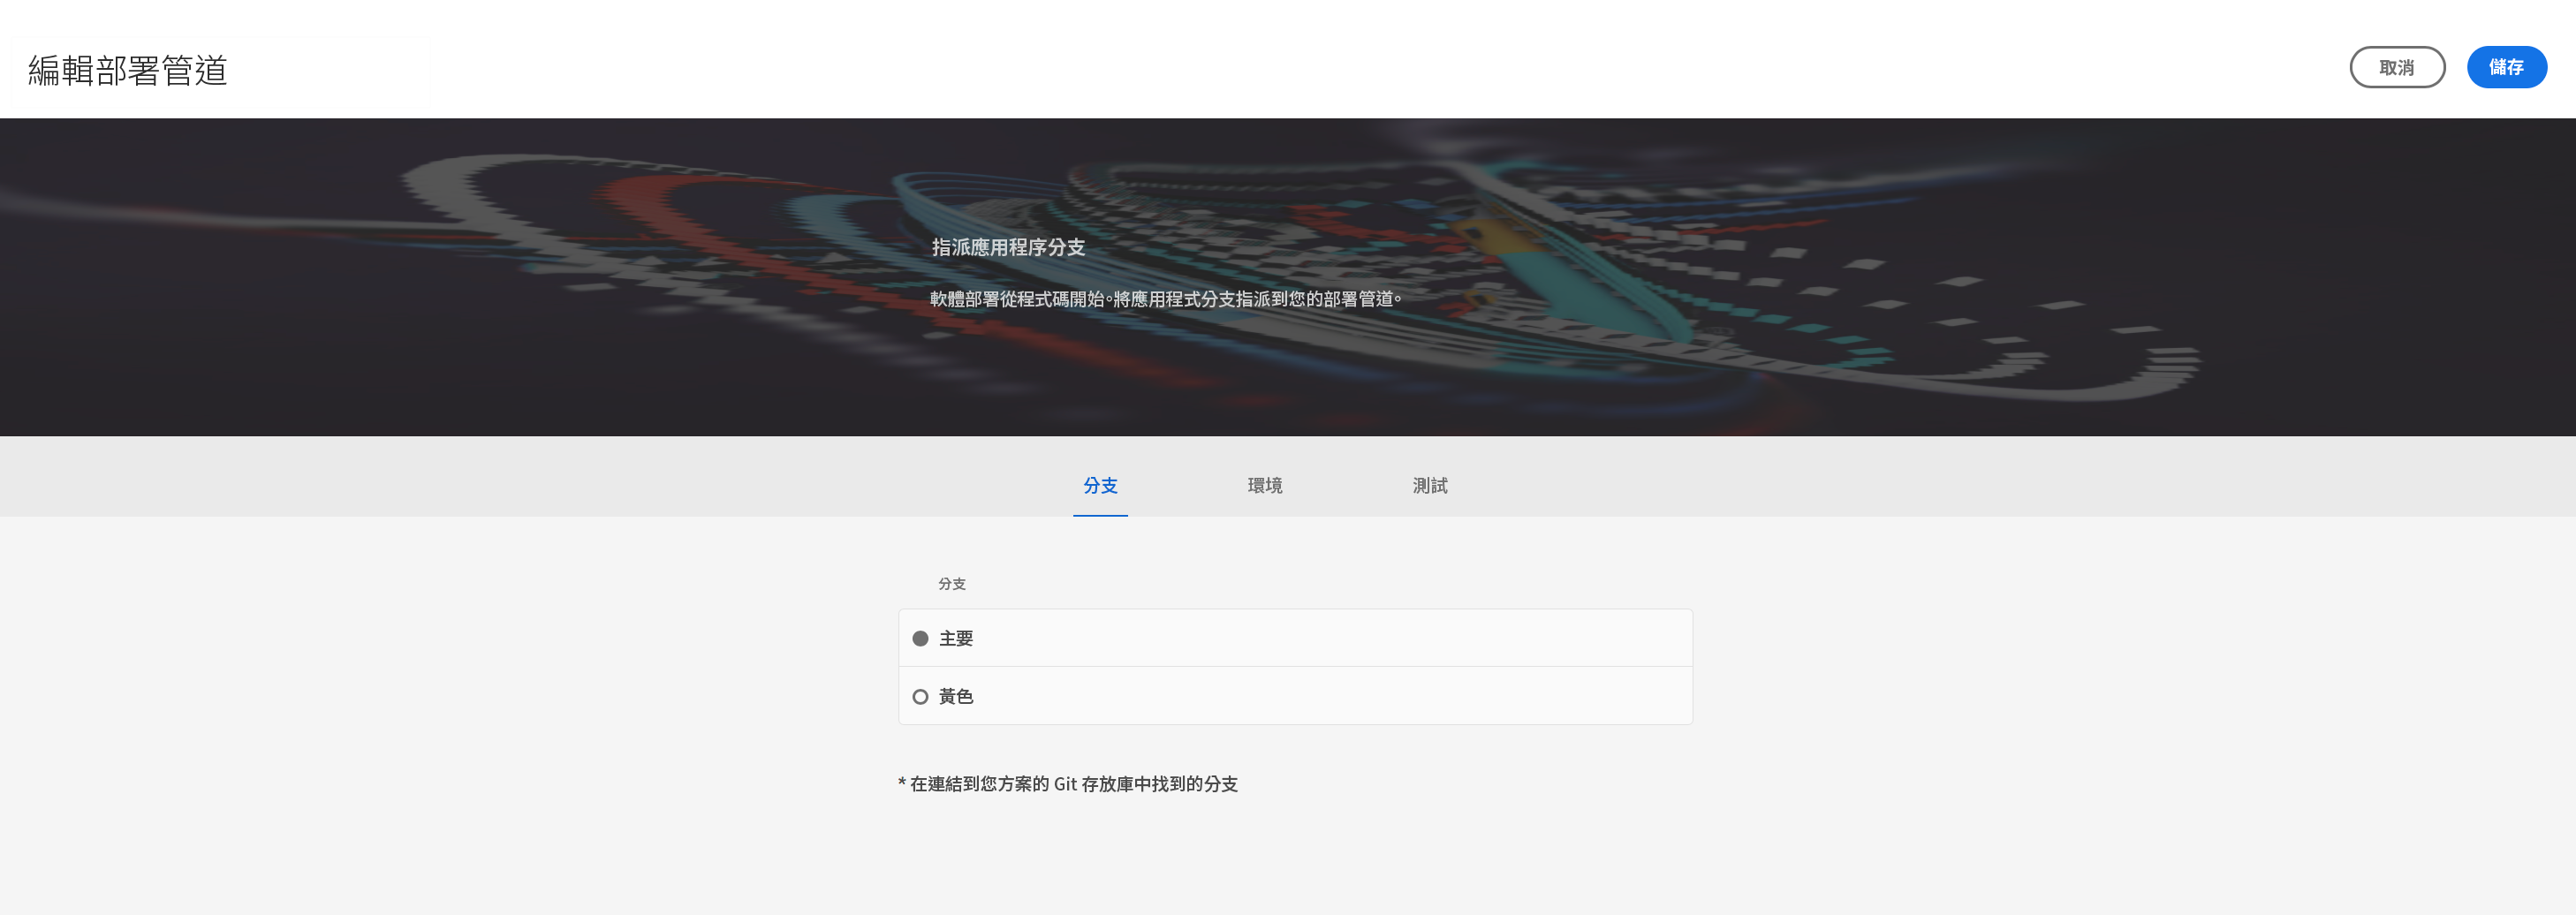 編輯部署管道
取消
儲存
指派應用程序分支
軟體部署從程式碼開始。將應用程式分支指派到您的部署管道。
分支
環境
測試
分支
主要
黃色
* 在連結到您方案的 Git 存放庫中找到的分支